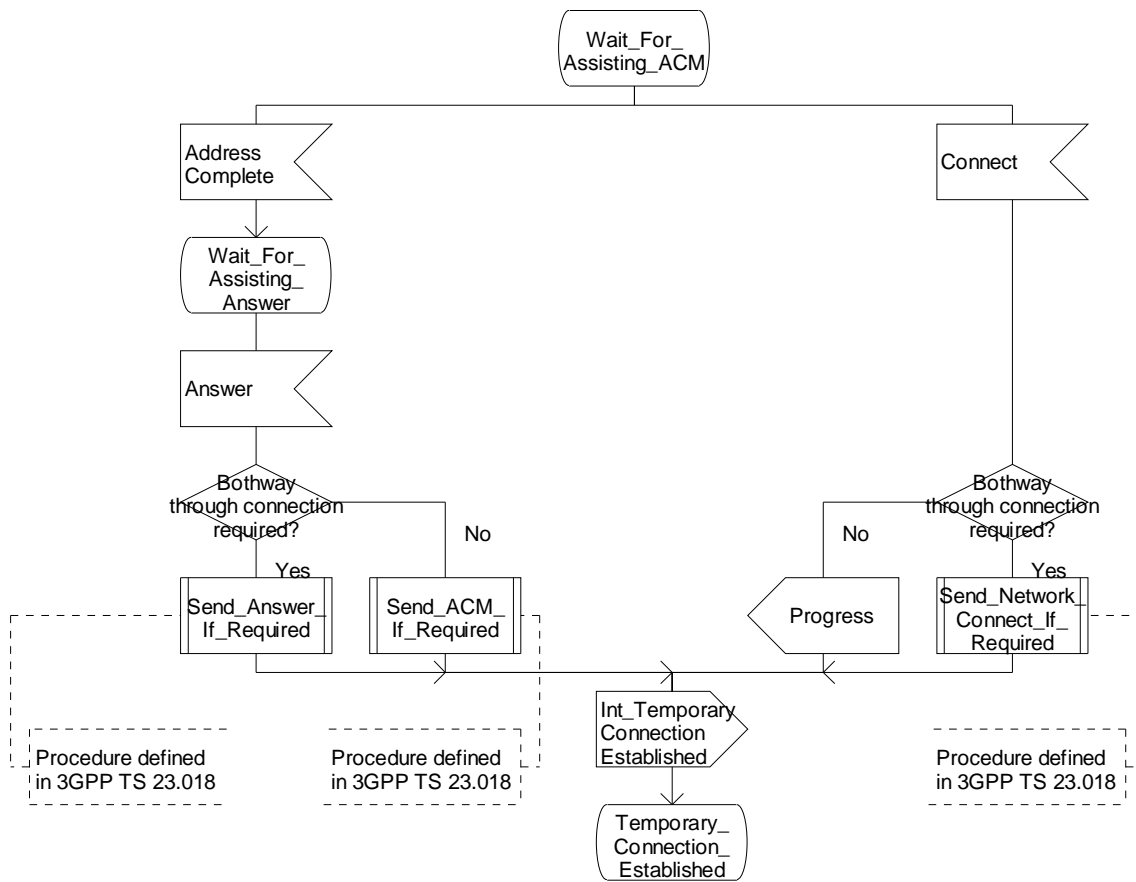 Wait_For_
Assisting_ACM
Address
Complete
Connect
Wait_For_
Assisting_
Answer
Answer
Bothway
through connection
required?
No
Yes
Bothway
through connection
required?
No
Yes
Send_Answer_
If_Required
Send_ACM_
If_Required
Progress
Send_Network_
Connect_If_
Required
Int_Temporary
Connection
Established
Procedure defined
in 3GPP TS 23.018
Procedure defined
in 3GPP TS 23.018
Procedure defined
in 3GPP TS 23.018
Temporary_
Connection_
Established